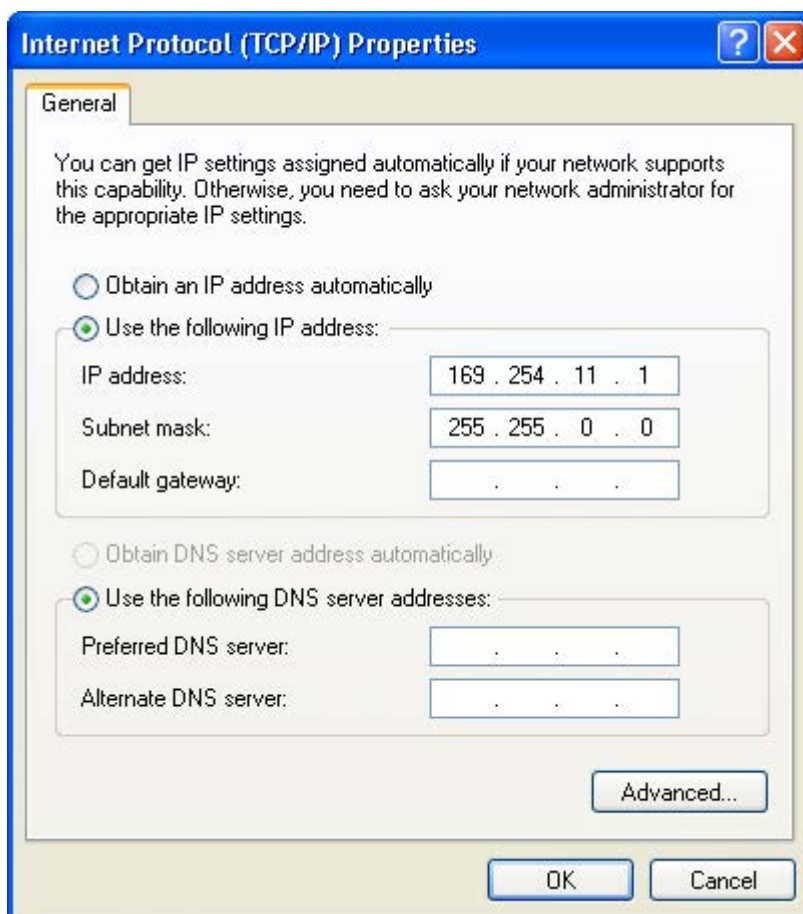 Internet Protocol (TCP/IP) Properties
General
You can get IP settings assigned automatically if your network supports
this capability. Otherwise, you need to ask your network administrator for
the appropriate IP settings.
Obtain an IP address automatically
Use the following IP address:
IP address: 169 . 254 . 11 . 1
Subnet mask: 255 . 255 . 0 . 0
Default gateway: . . .
Obtain DNS server address automatically
Use the following DNS server addresses:
Preferred DNS server: . . .
Alternate DNS server: . . .
Advanced...
OK Cancel